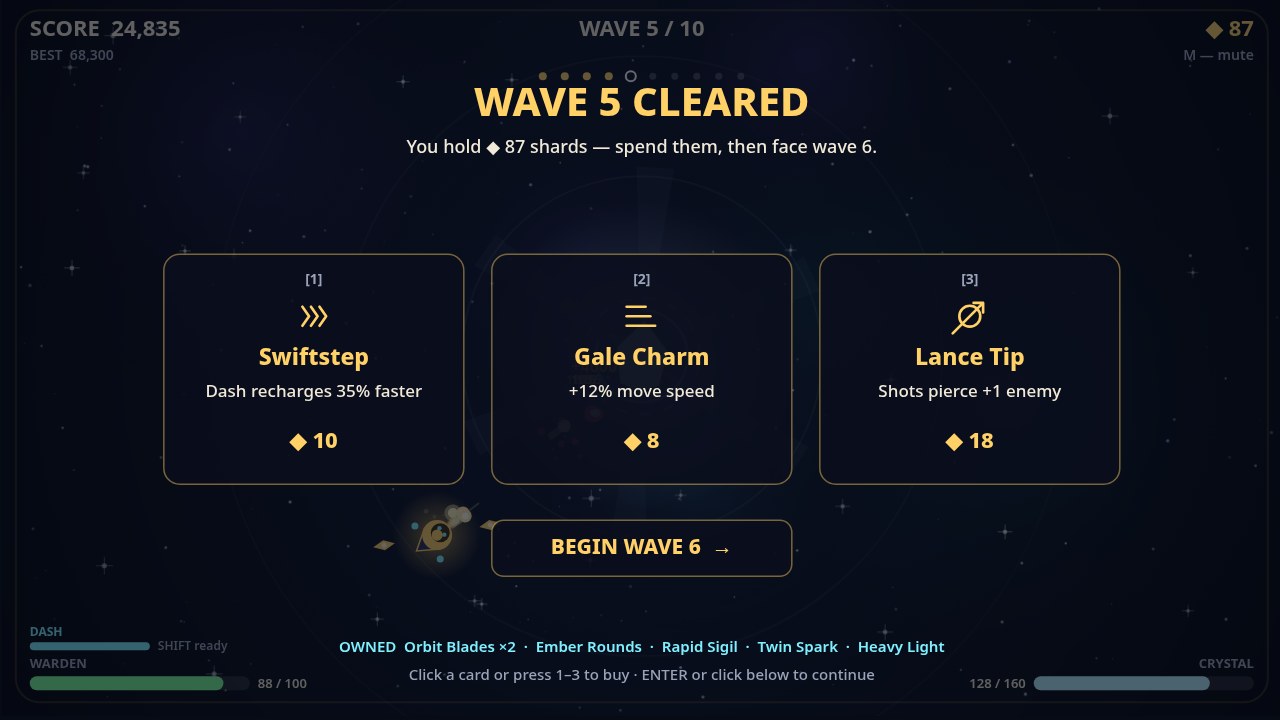 SCORE 24,835
WAVE 5 / 10
◆ 87
BEST 68,300
M — mute
WAVE 5 CLEARED
You hold ◆ 87 shards — spend them, then face wave 6.
[1]
Swiftstep
Dash recharges 35% faster
◆ 10
[2]
Gale Charm
+12% move speed
◆ 8
[3]
Lance Tip
Shots pierce +1 enemy
◆ 18
BEGIN WAVE 6 →
DASH
SHIFT ready
WARDEN
88 / 100
OWNED Orbit Blades ×2 · Ember Rounds · Rapid Sigil · Twin Spark · Heavy Light
Click a card or press 1–3 to buy · ENTER or click below to continue
CRYSTAL
128 / 160